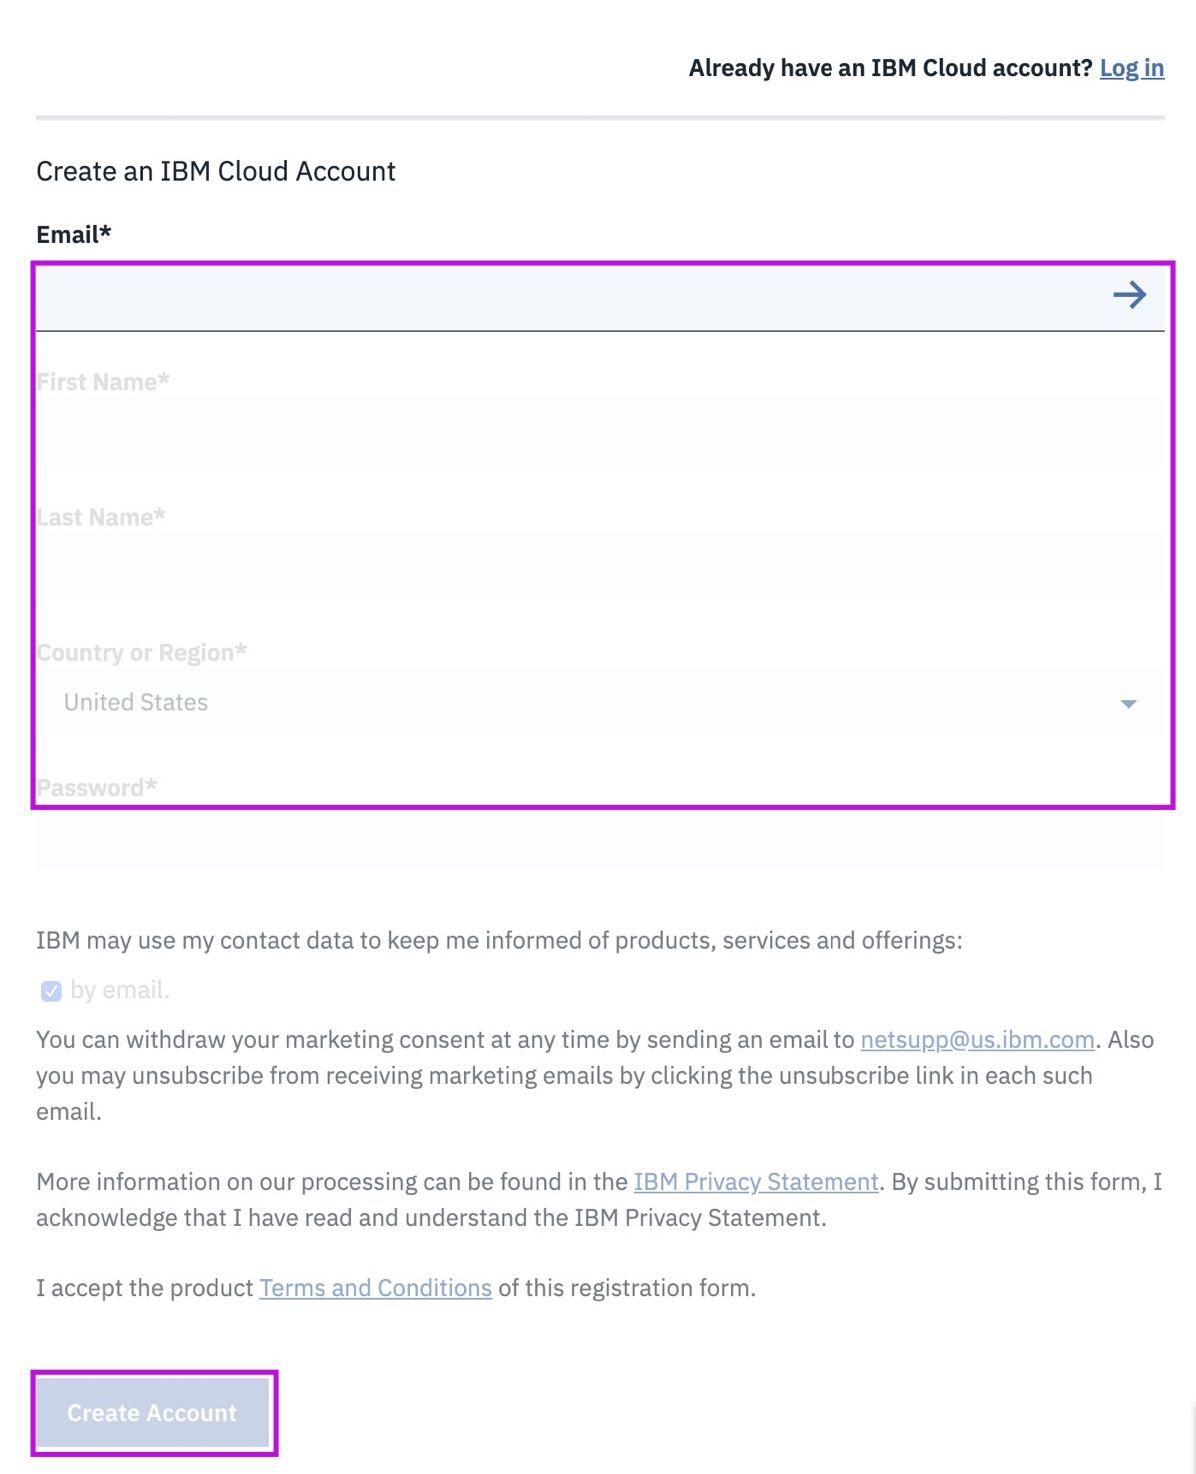 Already have an IBM Cloud account? Log in
Create an IBM Cloud Account
Email*
First Name*
Last Name*
Country or Region*
United States
Password*
IBM may use my contact data to keep me informed of products, services and offerings:
by email.
You can withdraw your marketing consent at any time by sending an email to netsupp@us.ibm.com. Also
you may unsubscribe from receiving marketing emails by clicking the unsubscribe link in each such
email.
More information on our processing can be found in the IBM Privacy Statement. By submitting this form, I
acknowledge that I have read and understand the IBM Privacy Statement.
I accept the product Terms and Conditions of this registration form.
Create Account